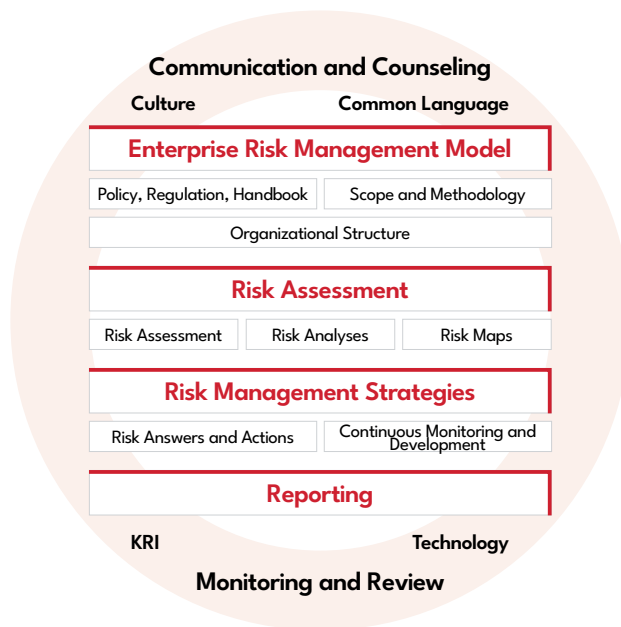 Communication and Counseling
Culture
Common Language
Enterprise Risk Management Model
Policy, Regulation, Handbook
Scope and Methodology
Organizational Structure
Risk Assessment
Risk Assessment
Risk Analyses
Risk Maps
Risk Management Strategies
Risk Answers and Actions
Continuous Monitoring and
Development
Reporting
KRI
Technology
Monitoring and Review